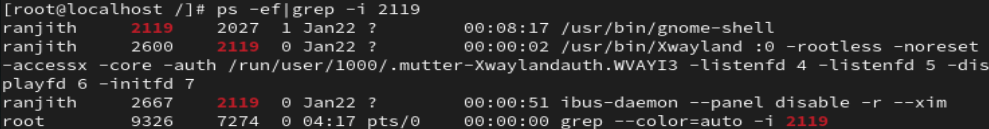 [root@localhost /]# ps -ef|grep -i 2119
ranjith 2119 2027 1 Jan22 ? 00:08:17 /usr/bin/gnome-shell
ranjith 2600 2119 0 Jan22 ? 00:00:02 /usr/bin/Xwayland :0 -rootless -noreset
-accessx -core -auth /run/user/1000/.mutter-Xwaylandauth.WVAYI3 -listenfd 4 -listenfd 5 -dis
playfd 6 -initfd 7
ranjith 2667 2119 0 Jan22 ? 00:00:51 ibus-daemon --panel disable -r --xim
root 9326 7274 0 04:17 pts/0 00:00:00 grep --color=auto -i 2119